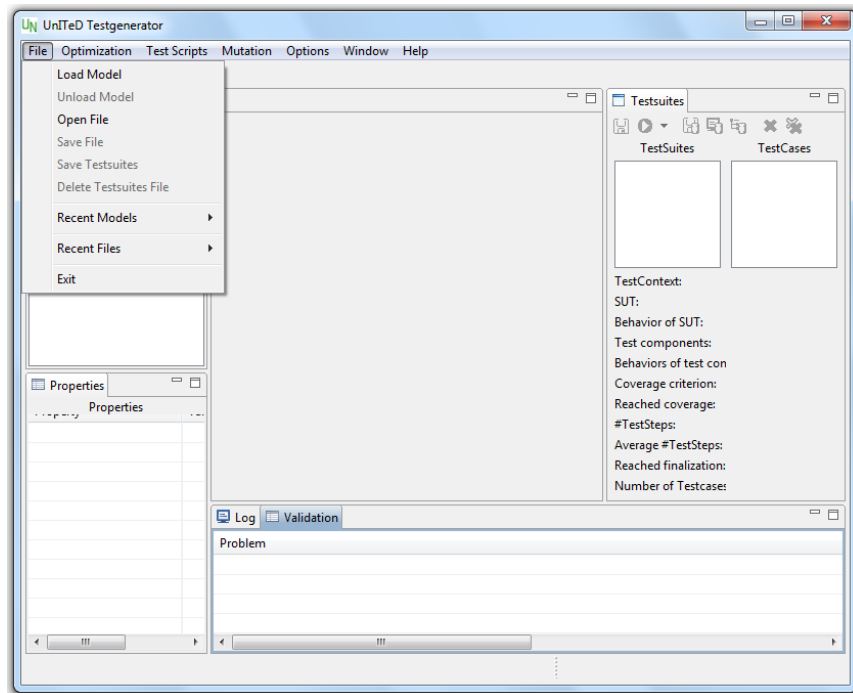 UN UnITeD Testgenerator
File Optimization Test Scripts Mutation Options Window Help
Load Model
Unload Model
Open File
Save File
Save Testsuites
Delete Testsuites File
Recent Models
Recent Files
Exit
Testsuites
TestSuites TestCases
TestContext:
SUT:
Behavior of SUT:
Test components:
Behaviors of test con
Coverage criterion:
Reached coverage:
#TestSteps:
Average #TestSteps:
Reached finalization:
Number of Testcase:
Properties
Properties
Log Validation
Problem